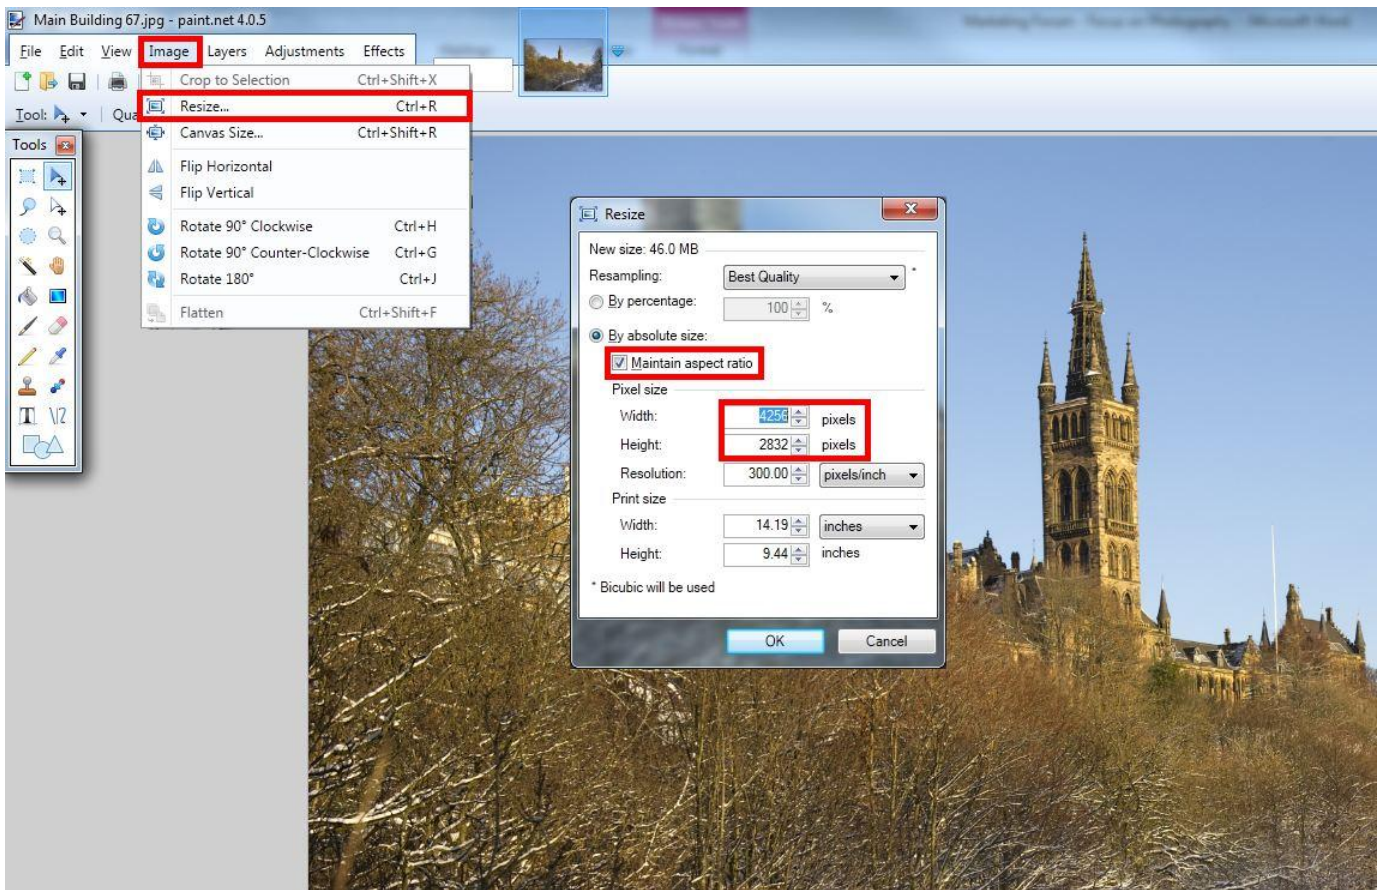 Main Building 67.jpg - paint.net 4.0.5
File Edit View Image Layers Adjustments Effects
Crop to Selection Ctrl+Shift+X
Resize... Ctrl+R
Tool: Qua
Canvas Size... Ctrl+Shift+R
Tools
Flip Horizontal
Flip Vertical
Rotate 90° Clockwise Ctrl+H
Rotate 90° Counter-Clockwise Ctrl+G
Rotate 180° Ctrl+J
Flatten Ctrl+Shift+F
Resize
New size: 46.0 MB
Resampling: Best Quality *
By percentage: 100 %
By absolute size:
Maintain aspect ratio
Pixel size
Width: 4256 pixels
Height: 2832 pixels
Resolution: 300.00 pixels/inch
Print size
Width: 14.19 inches
Height: 9.44 inches
* Bicubic will be used
OK Cancel